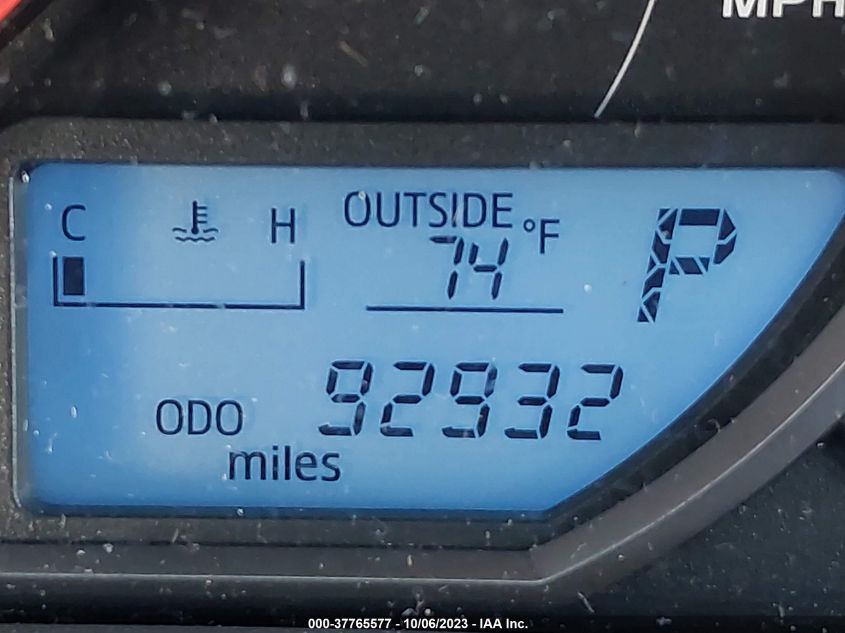 MPH
C H OUTSIDE
74 °F
P
ODO 92932
miles
000-37765577 - 10/06/2023 - IAA Inc.